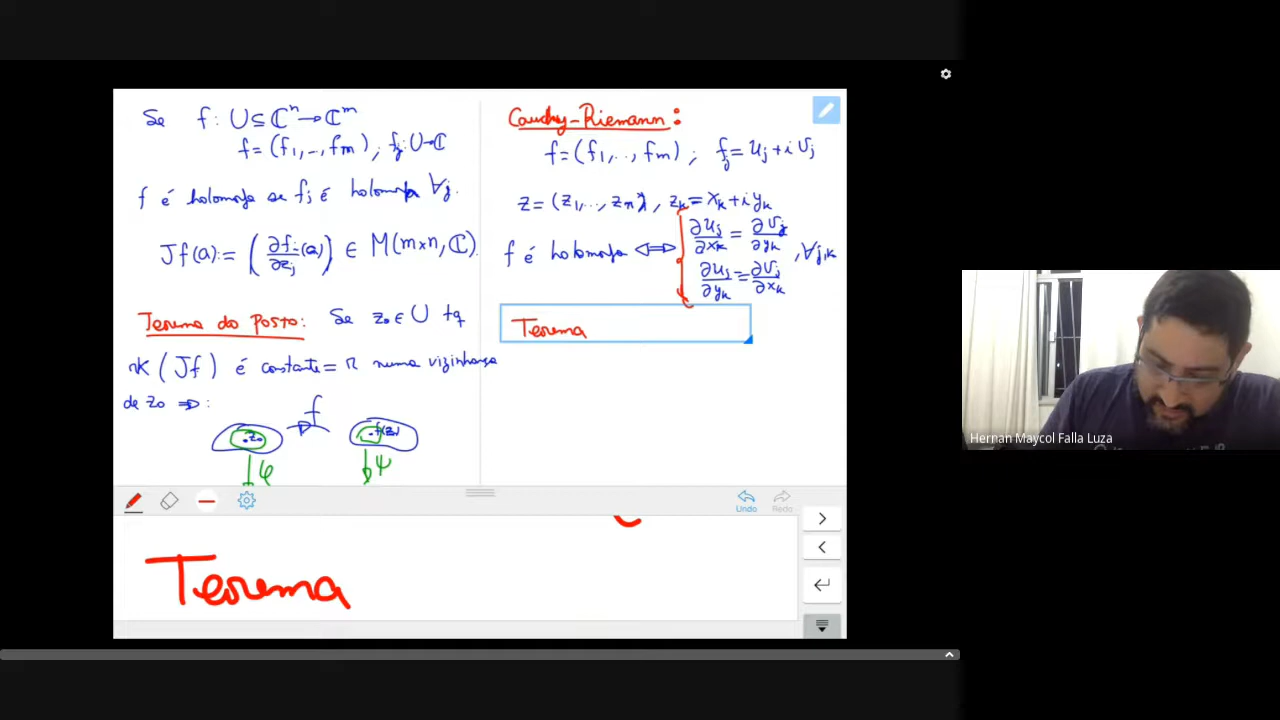 Se f: U ⊆ ℂⁿ → ℂᵐ
f = (f₁, ..., fₘ) ; fⱼ: U → ℂ
f é holomorfa se fⱼ é holomorfa ∀j.
Jf(a) := (∂fᵢ/∂zⱼ (a)) ∈ M(m×n, ℂ).
Teorema do Posto: Se z₀ ∈ U tq
rk (Jf) é constante = r numa vizinhança
de z₀ ⇒ :
f
z₀ f(z₀)
φ ψ
Cauchy-Riemann :
f = (f₁, .., fₘ) ; fⱼ = uⱼ + i vⱼ
z = (z₁, ..., zₙ), zₖ = xₖ + i yₖ
f é holomorfa ⟺ { ∂uⱼ/∂xₖ = ∂vⱼ/∂yₖ
∂uⱼ/∂yₖ = ∂vⱼ/∂xₖ , ∀j,k
Teorema
Undo Redo
Teorema
Hernan Maycol Falla Luza